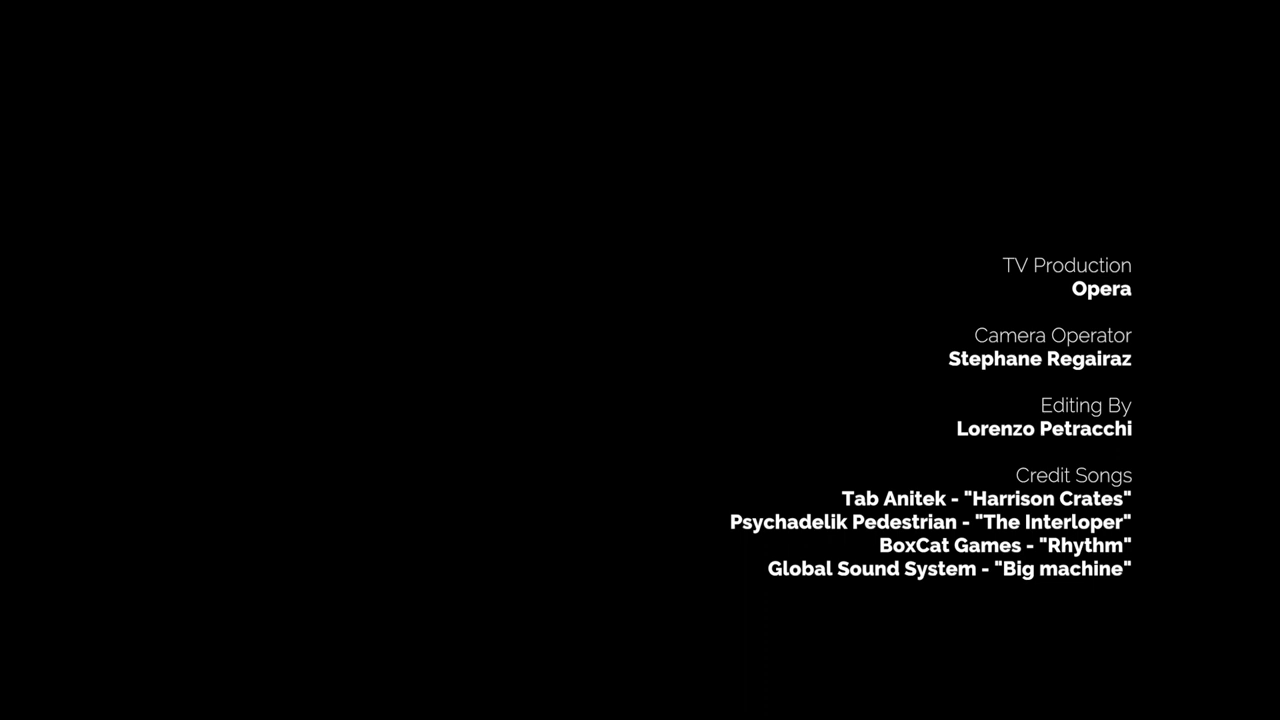 TV Production
Opera
Camera Operator
Stephane Regairaz
Editing By
Lorenzo Petracchi
Credit Songs
Tab Anitek - "Harrison Crates"
Psychadelik Pedestrian - "The Interloper"
BoxCat Games - "Rhythm"
Global Sound System - "Big machine"